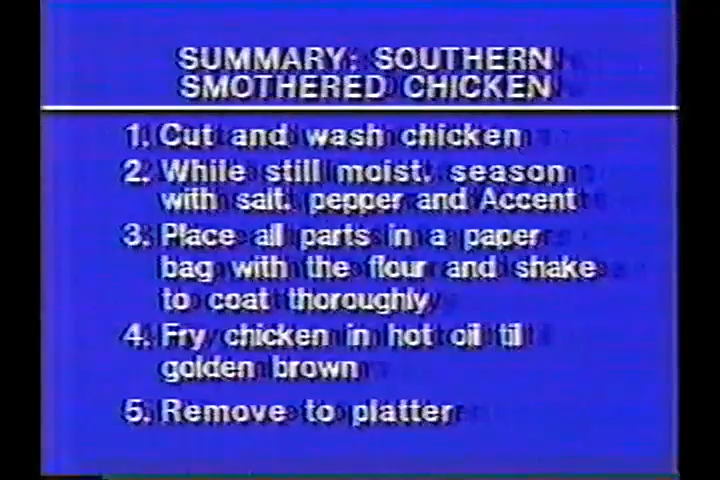 SUMMARY: SOUTHERN
SMOTHERED CHICKEN
1. Cut and wash chicken
2. While still moist, season
with salt, pepper and Accent
3. Place all parts in a paper
bag with the flour and shake
to coat thoroughly
4. Fry chicken in hot oil til
golden brown
5. Remove to platter